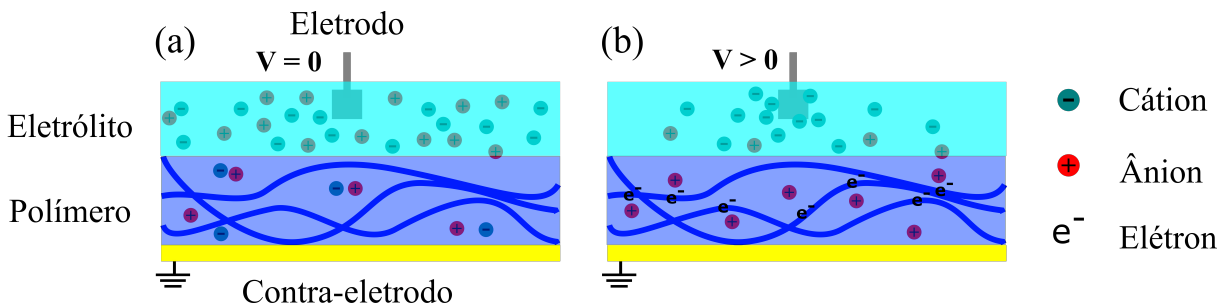 Eletrodo
(a)
(b)
V = 0
V > 0
Eletrólito
Polímero
Contra-eletrodo
- Cátion
+ Ânion
e⁻ Elétron
e⁻
e⁻
e⁻
e⁻
e⁻
e⁻
e⁻